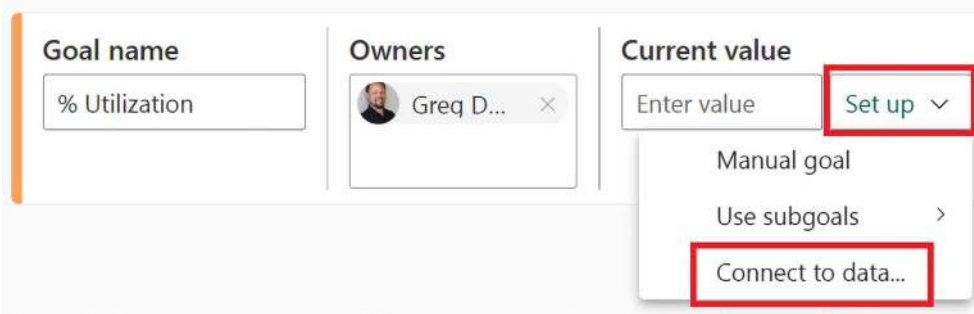 Goal name
Owners
Current value
% Utilization
Greg D...
Enter value
Set up
Manual goal
Use subgoals
Connect to data...